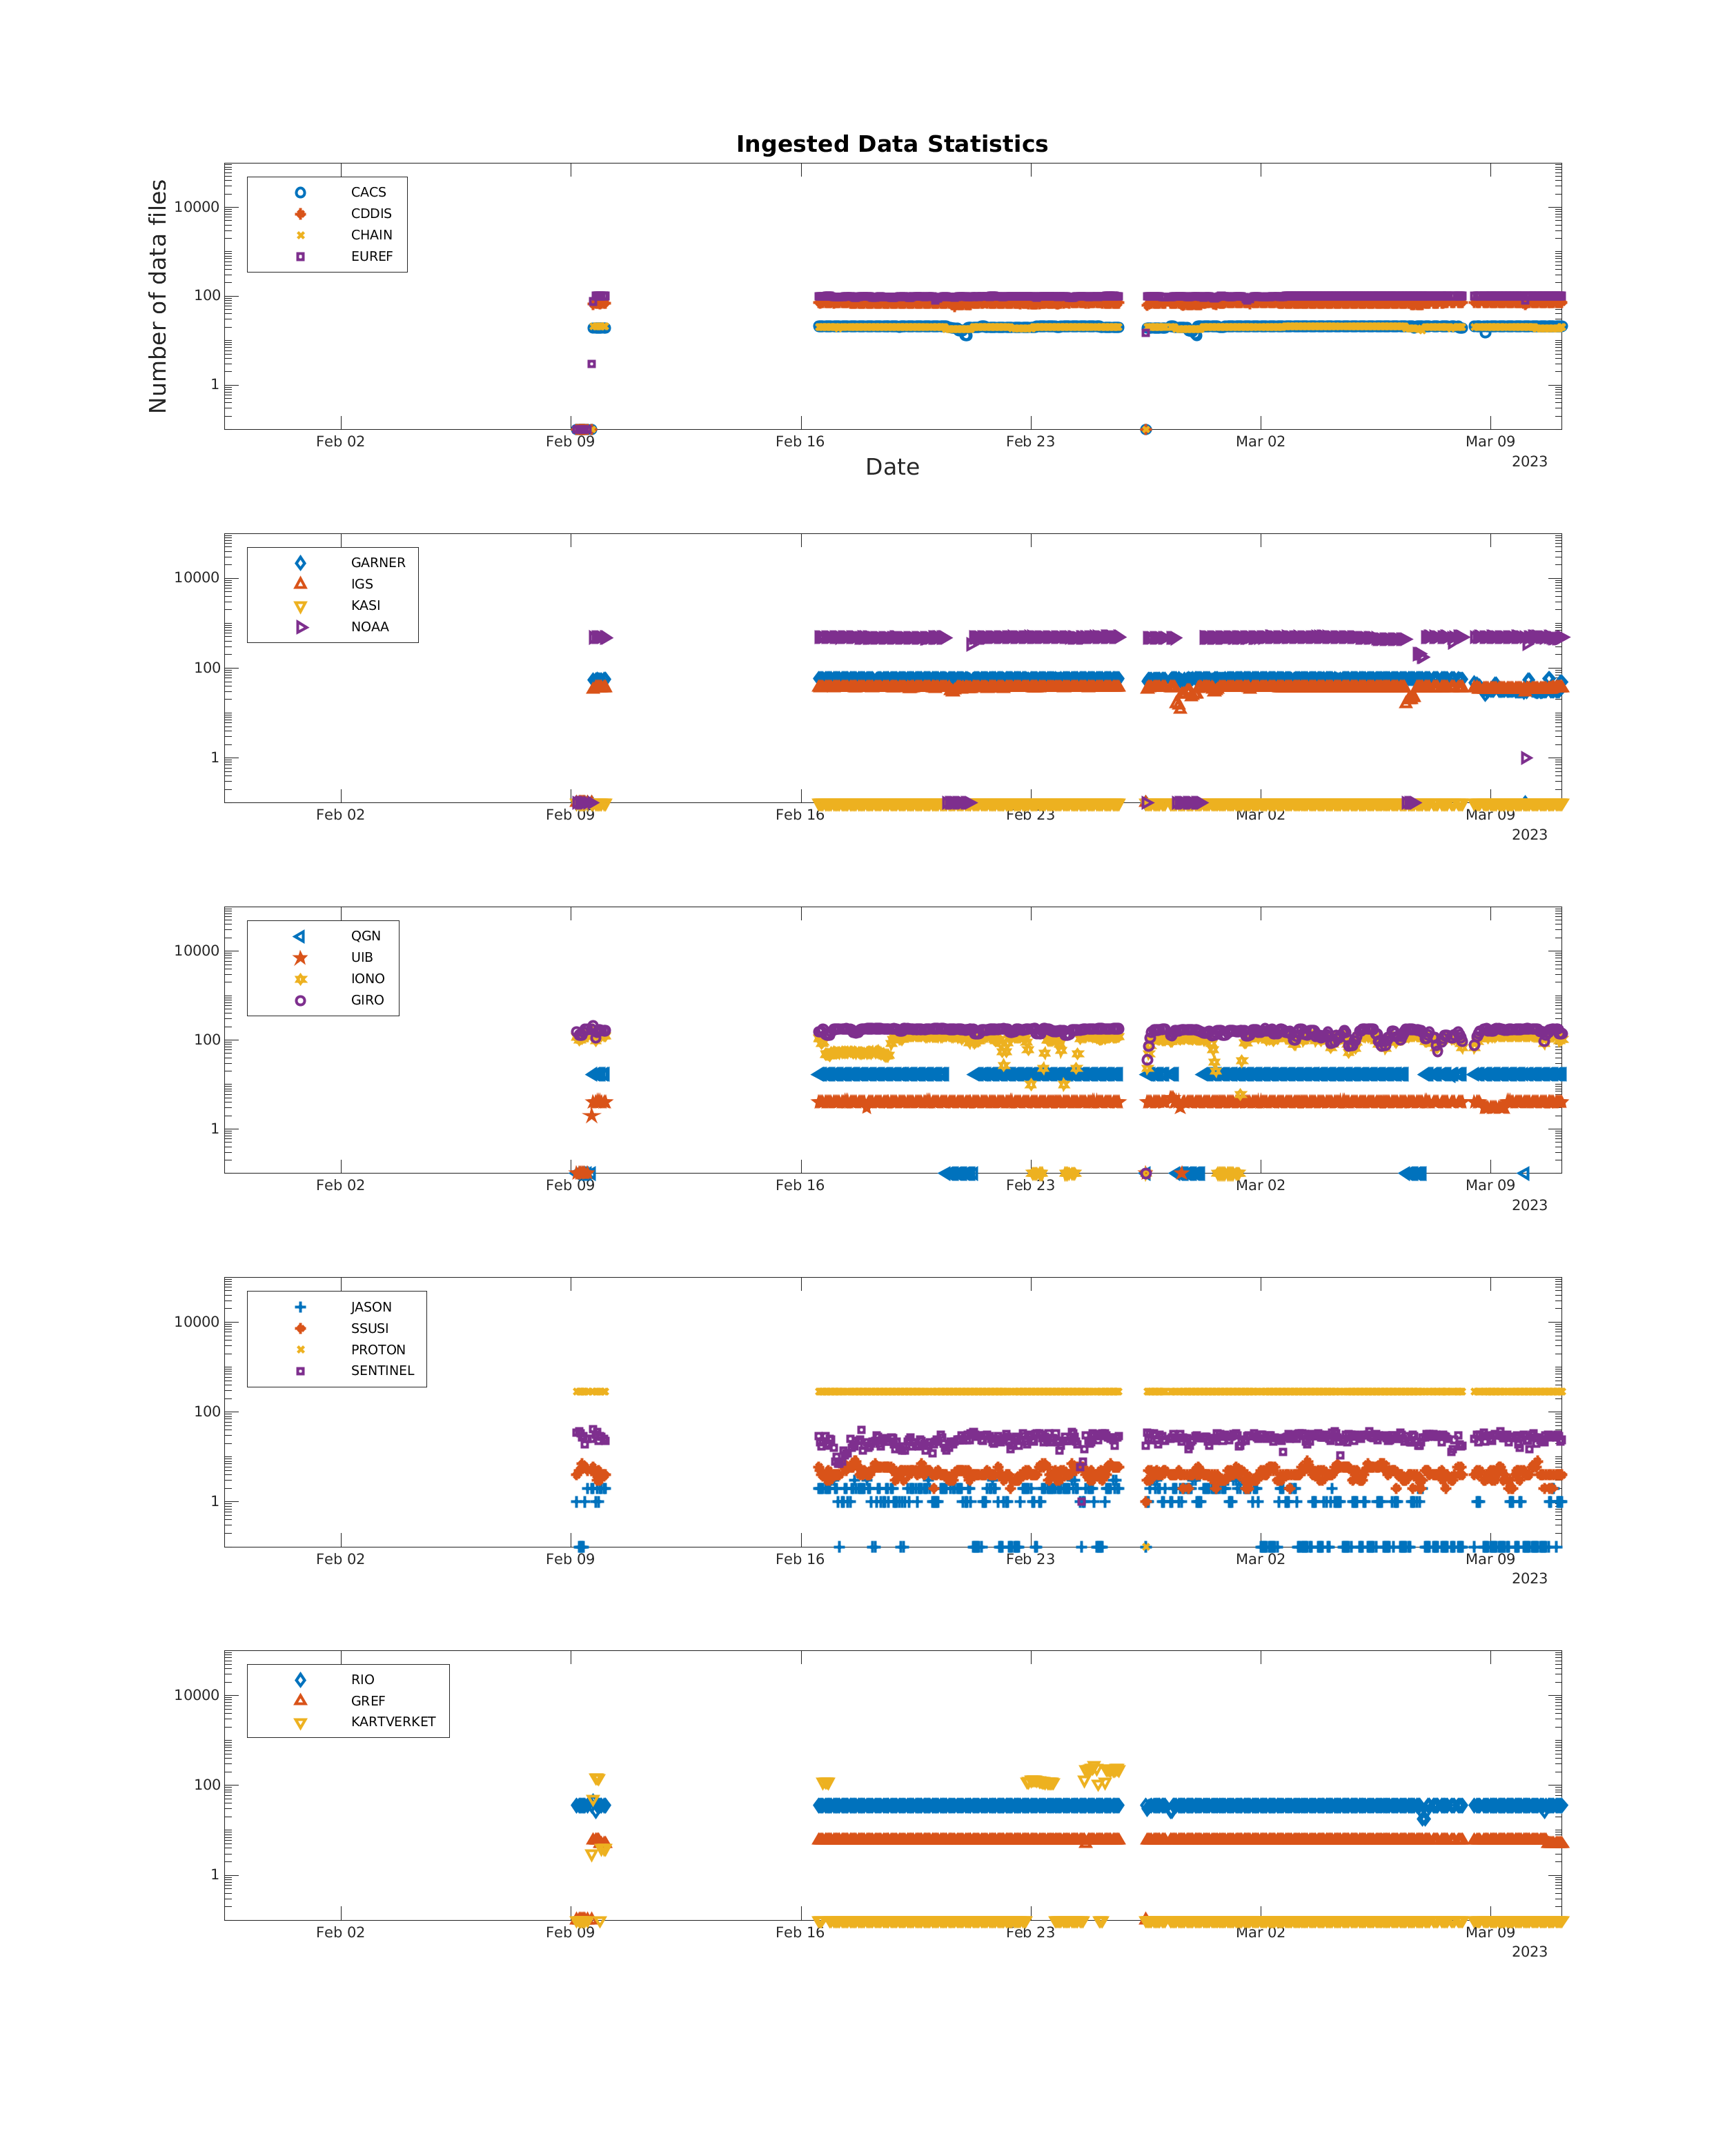 Ingested Data Statistics
Number of data files
10000
100
1
CACS
CDDIS
CHAIN
EUREF
Feb 02 Feb 09 Feb 16 Feb 23 Mar 02 Mar 09
2023
Date
10000
100
1
GARNER
IGS
KASI
NOAA
Feb 02 Feb 09 Feb 16 Feb 23 Mar 02 Mar 09
2023
10000
100
1
QGN
UIB
IONO
GIRO
Feb 02 Feb 09 Feb 16 Feb 23 Mar 02 Mar 09
2023
10000
100
1
JASON
SSUSI
PROTON
SENTINEL
Feb 02 Feb 09 Feb 16 Feb 23 Mar 02 Mar 09
2023
10000
100
1
RIO
GREF
KARTVERKET
Feb 02 Feb 09 Feb 16 Feb 23 Mar 02 Mar 09
2023